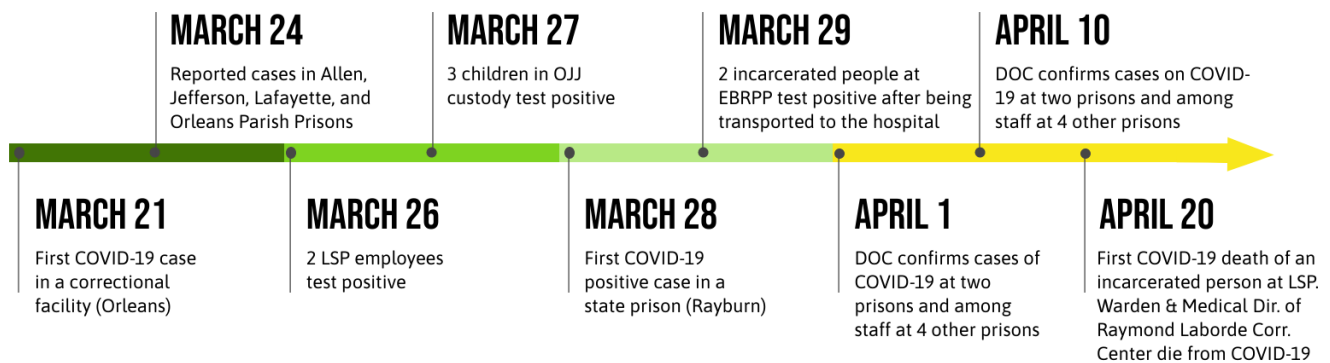 MARCH 24
Reported cases in Allen,
Jefferson, Lafayette, and
Orleans Parish Prisons
MARCH 27
3 children in OJJ
custody test positive
MARCH 29
2 incarcerated people at
EBRPP test positive after being
transported to the hospital
APRIL 10
DOC confirms cases on COVID-
19 at two prisons and among
staff at 4 other prisons
MARCH 21
First COVID-19 case
in a correctional
facility (Orleans)
MARCH 26
2 LSP employees
test positive
MARCH 28
First COVID-19
positive case in a
state prison (Rayburn)
APRIL 1
DOC confirms cases of
COVID-19 at two
prisons and among
staff at 4 other prisons
APRIL 20
First COVID-19 death of an
incarcerated person at LSP.
Warden & Medical Dir. of
Raymond Laborde Corr.
Center die from COVID-19